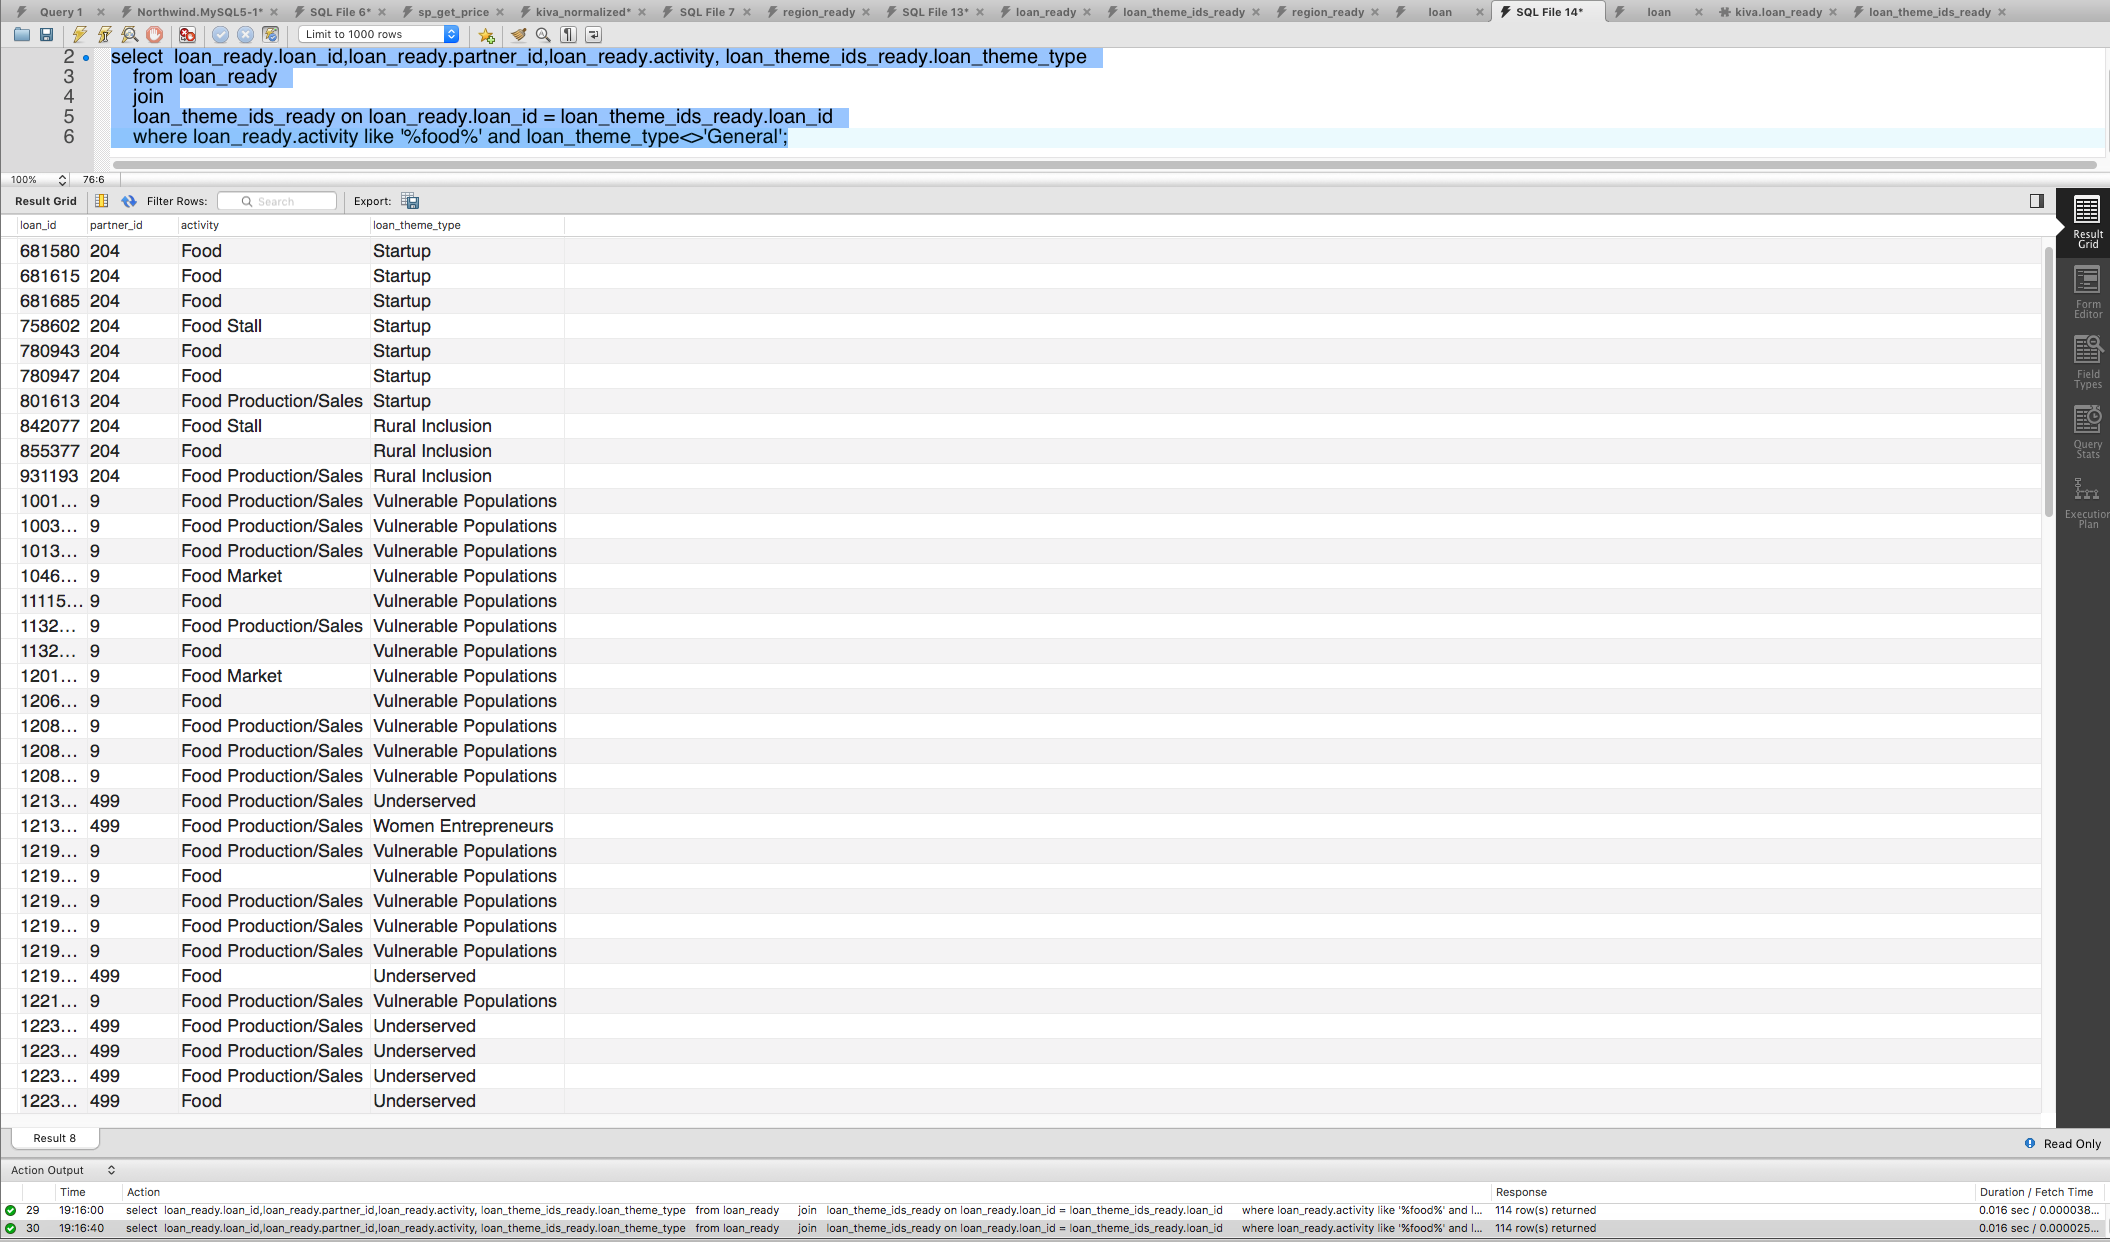 Query 1 Northwind.MySQL5-1* SQL File 6* sp_get_price kiva_normalized* SQL File 7 region_ready SQL File 13* loan_ready loan_theme_ids_ready region_ready loan SQL File 14* loan kiva.loan_ready loan_theme_ids_ready
Limit to 1000 rows
2 select loan_ready.loan_id,loan_ready.partner_id,loan_ready.activity, loan_theme_ids_ready.loan_theme_type
3 from loan_ready
4 join
5 loan_theme_ids_ready on loan_ready.loan_id = loan_theme_ids_ready.loan_id
6 where loan_ready.activity like '%food%' and loan_theme_type<>'General';
100% 76:6
Result Grid Filter Rows: Search Export:
loan_id partner_id activity loan_theme_type
681580 204 Food Startup
681615 204 Food Startup
681685 204 Food Startup
758602 204 Food Stall Startup
780943 204 Food Startup
780947 204 Food Startup
801613 204 Food Production/Sales Startup
842077 204 Food Stall Rural Inclusion
855377 204 Food Rural Inclusion
931193 204 Food Production/Sales Rural Inclusion
1001... 9 Food Production/Sales Vulnerable Populations
1003... 9 Food Production/Sales Vulnerable Populations
1013... 9 Food Production/Sales Vulnerable Populations
1046... 9 Food Market Vulnerable Populations
11115... 9 Food Vulnerable Populations
1132... 9 Food Production/Sales Vulnerable Populations
1132... 9 Food Vulnerable Populations
1201... 9 Food Market Vulnerable Populations
1206... 9 Food Vulnerable Populations
1208... 9 Food Production/Sales Vulnerable Populations
1208... 9 Food Production/Sales Vulnerable Populations
1208... 9 Food Production/Sales Vulnerable Populations
1213... 499 Food Production/Sales Underserved
1213... 499 Food Production/Sales Women Entrepreneurs
1219... 9 Food Production/Sales Vulnerable Populations
1219... 9 Food Vulnerable Populations
1219... 9 Food Production/Sales Vulnerable Populations
1219... 9 Food Production/Sales Vulnerable Populations
1219... 9 Food Production/Sales Vulnerable Populations
1219... 499 Food Underserved
1221... 9 Food Production/Sales Vulnerable Populations
1223... 499 Food Production/Sales Underserved
1223... 499 Food Production/Sales Underserved
1223... 499 Food Production/Sales Underserved
1223... 499 Food Underserved
Result
Grid
Form
Editor
Field
Types
Query
Stats
Execution
Plan
Result 8
Read Only
Action Output
Time Action Response Duration / Fetch Time
29 19:16:00 select loan_ready.loan_id,loan_ready.partner_id,loan_ready.activity, loan_theme_ids_ready.loan_theme_type from loan_ready join loan_theme_ids_ready on loan_ready.loan_id = loan_theme_ids_ready.loan_id where loan_ready.activity like '%food%' and l... 114 row(s) returned 0.016 sec / 0.000038...
30 19:16:40 select loan_ready.loan_id,loan_ready.partner_id,loan_ready.activity, loan_theme_ids_ready.loan_theme_type from loan_ready join loan_theme_ids_ready on loan_ready.loan_id = loan_theme_ids_ready.loan_id where loan_ready.activity like '%food%' and l... 114 row(s) returned 0.016 sec / 0.000025...